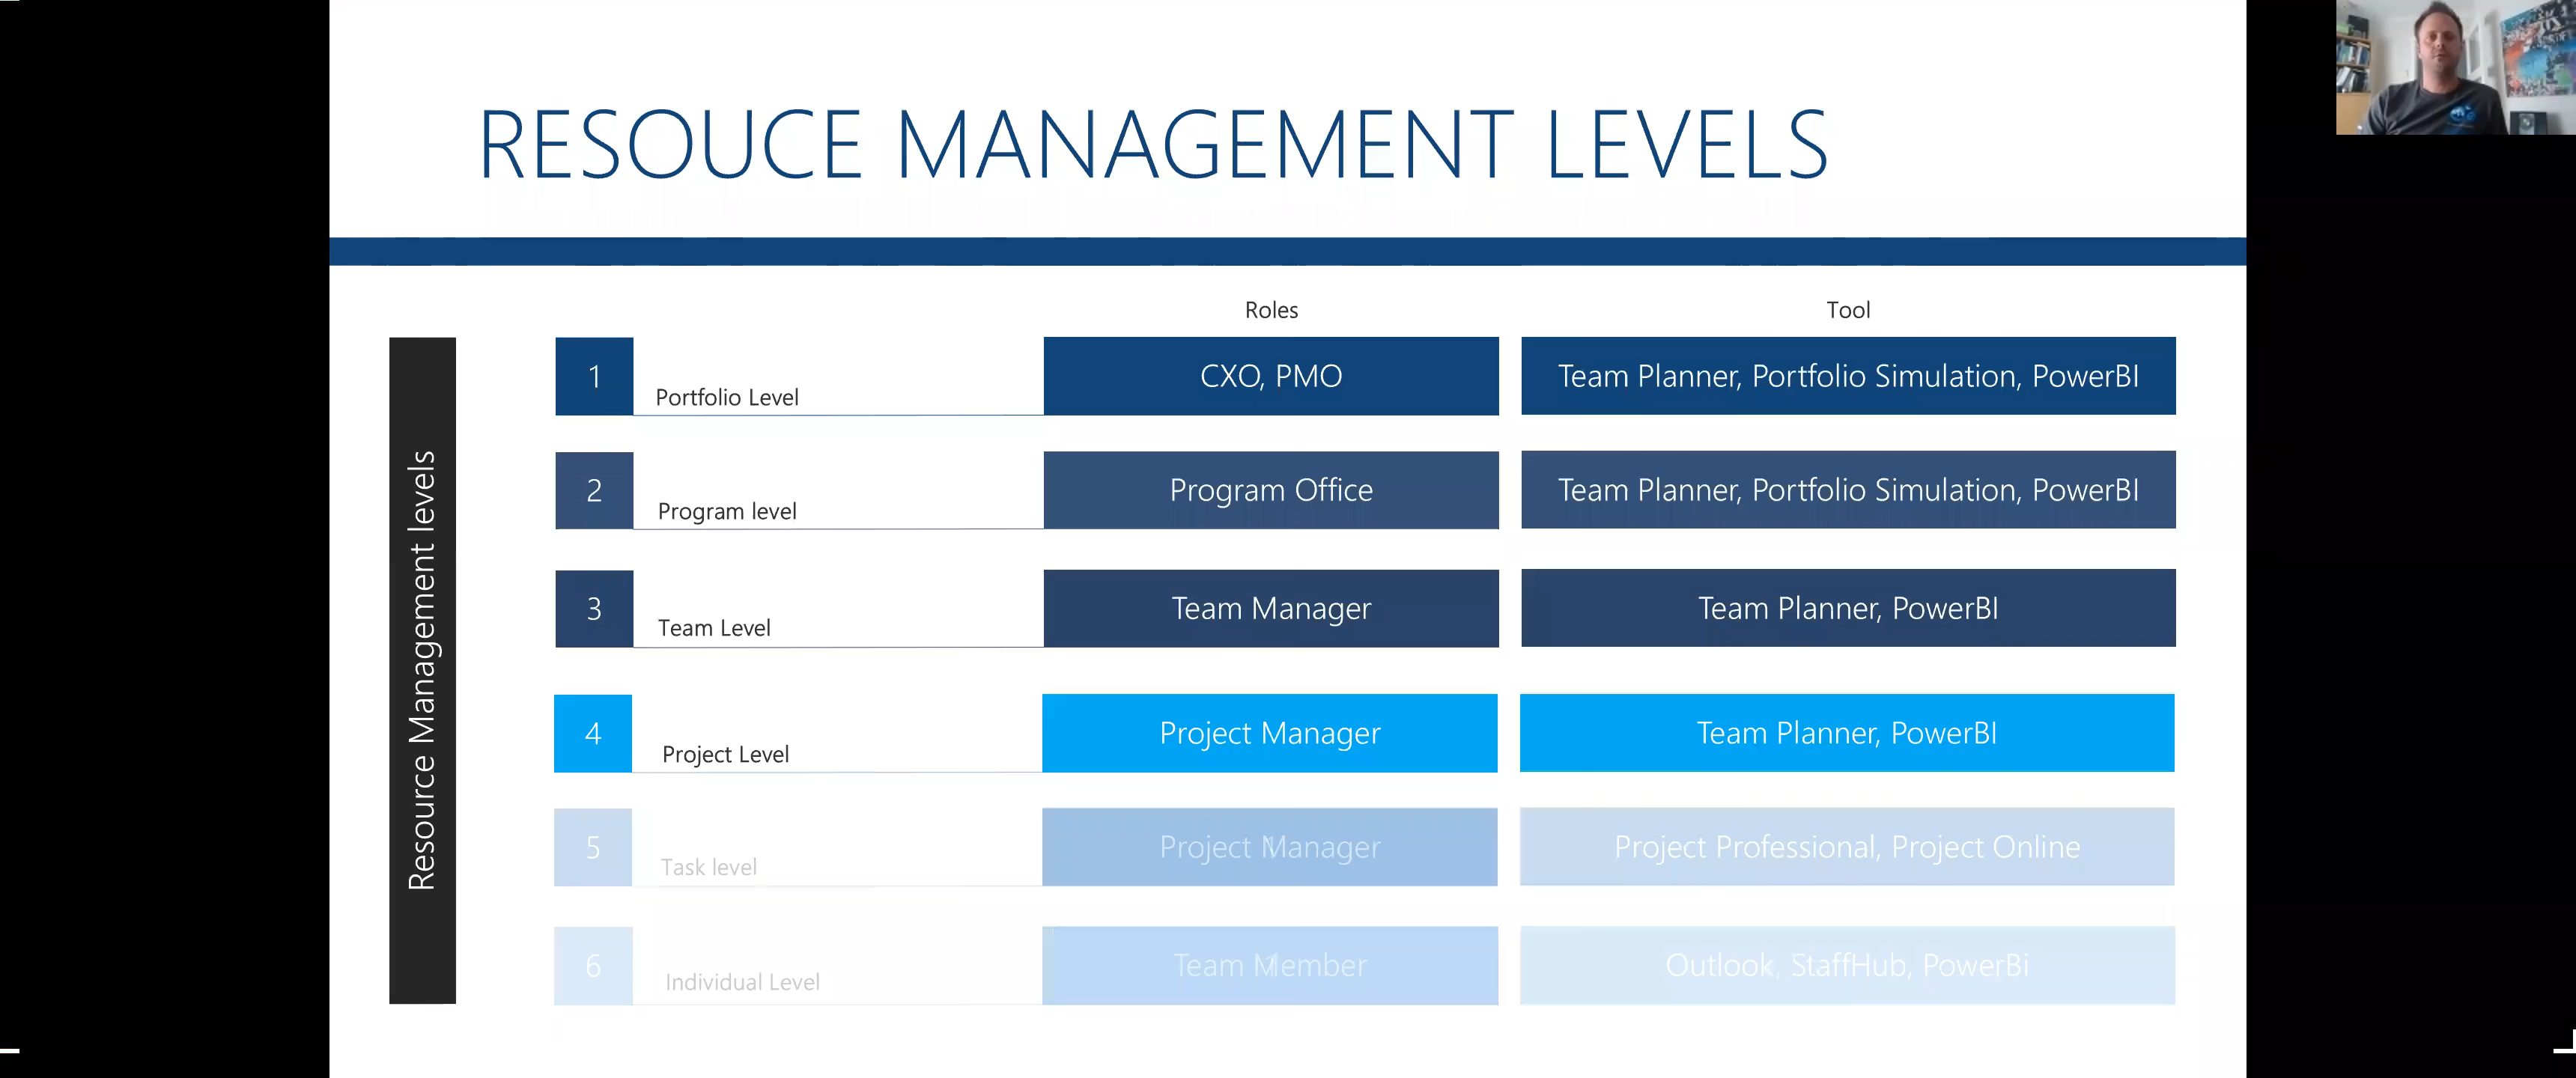 RESOUCE MANAGEMENT LEVELS
Roles
Tool
Resource Management levels
1
Portfolio Level
CXO, PMO
Team Planner, Portfolio Simulation, PowerBI
2
Program level
Program Office
Team Planner, Portfolio Simulation, PowerBI
3
Team Level
Team Manager
Team Planner, PowerBI
4
Project Level
Project Manager
Team Planner, PowerBI
5
Task level
Project Manager
Project Professional, Project Online
6
Individual Level
Team Member
Outlook, StaffHub, PowerBi